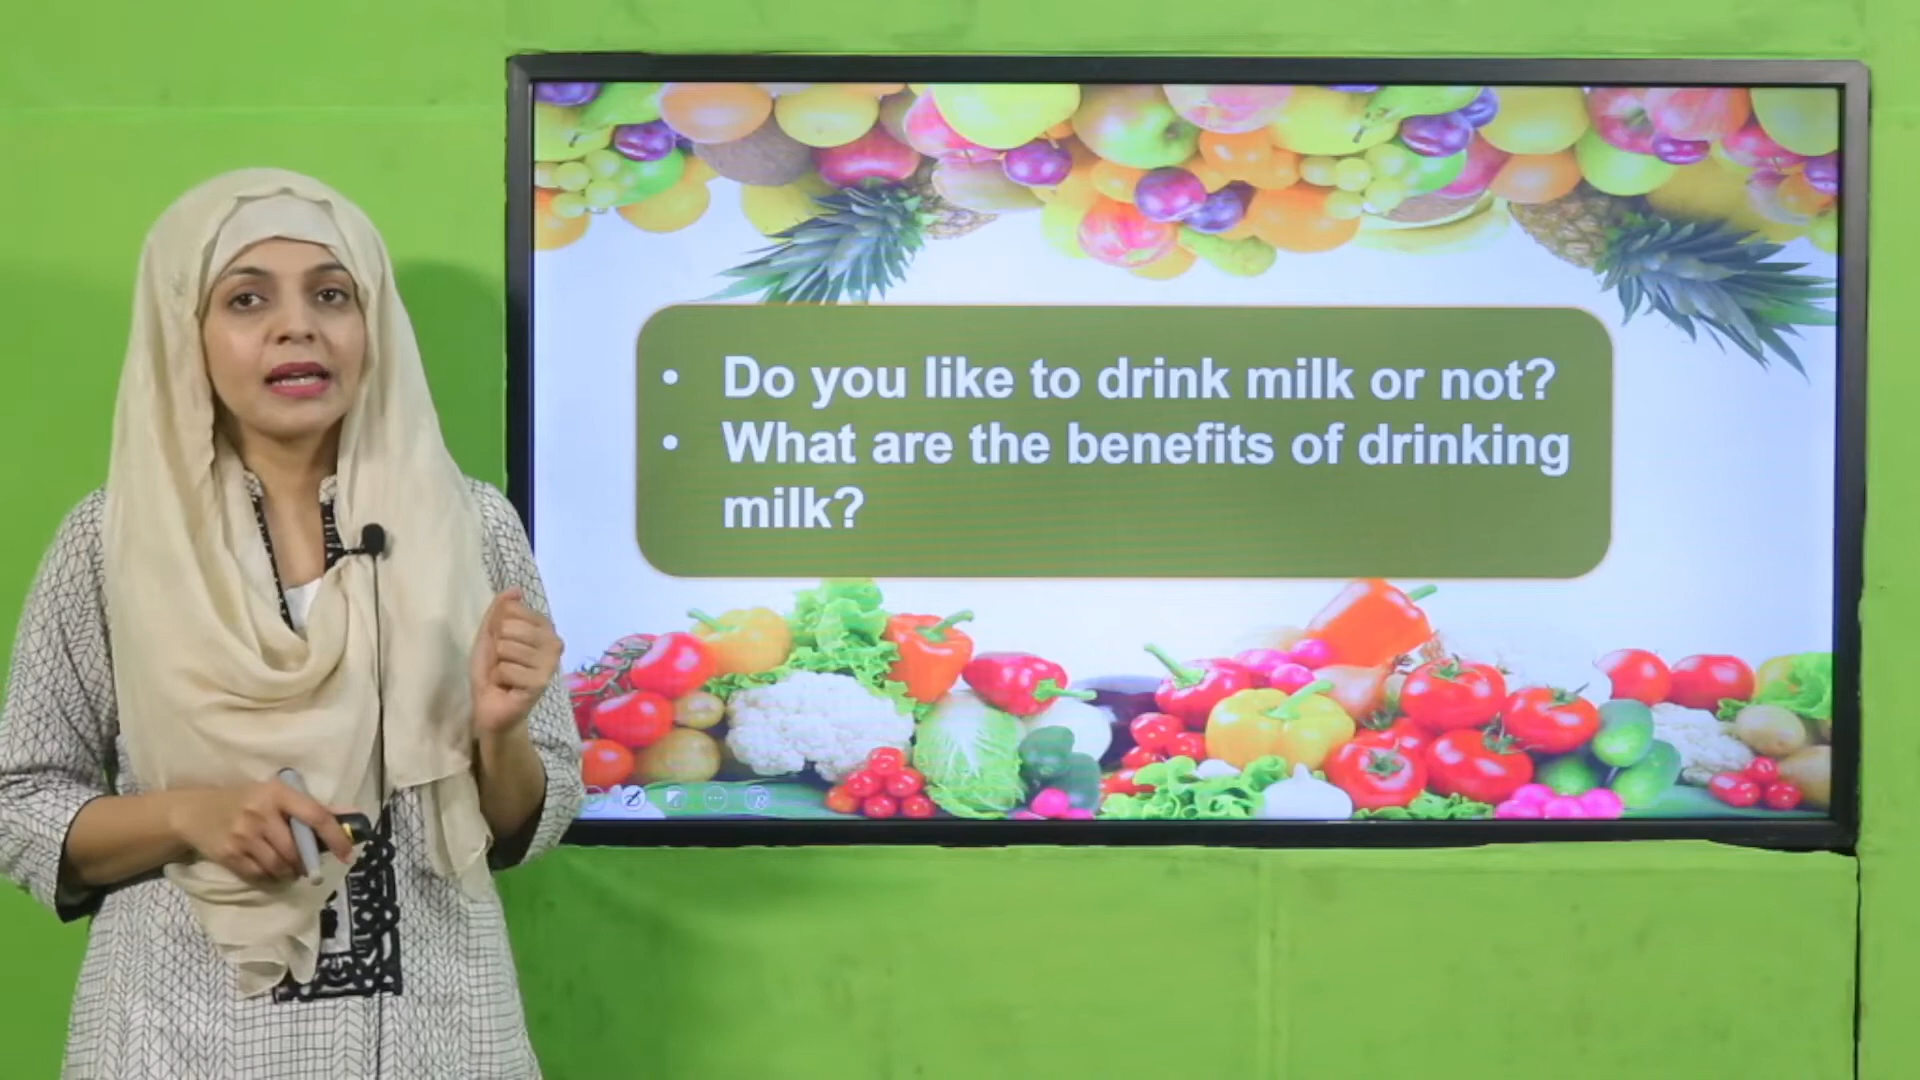 • Do you like to drink milk or not?
• What are the benefits of drinking
milk?